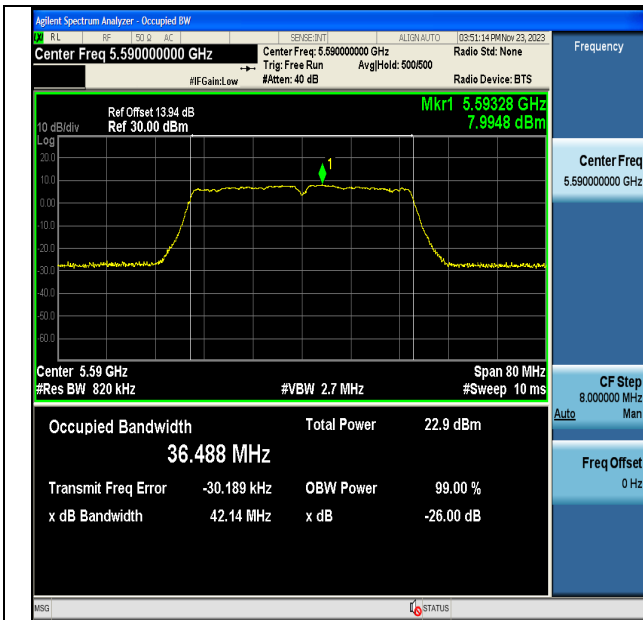 Agilent Spectrum Analyzer - Occupied BW
RL RF 50 Ω AC SENSE:INT ALIGN AUTO 03:51:14 PM Nov 23, 2023
Center Freq 5.590000000 GHz
Center Freq: 5.590000000 GHz
Radio Std: None
Trig: Free Run Avg|Hold: 500/500
#IFGain:Low #Atten: 40 dB Radio Device: BTS
Mkr1 5.59328 GHz
7.9948 dBm
Ref Offset 13.94 dB
10 dB/div Ref 30.00 dBm
Log
20.0
1
10.0
0.00
-10.0
-20.0
-30.0
-40.0
-50.0
-60.0
Center 5.59 GHz Span 80 MHz
#Res BW 820 kHz #VBW 2.7 MHz #Sweep 10 ms
Occupied Bandwidth Total Power 22.9 dBm
36.488 MHz
Transmit Freq Error -30.189 kHz OBW Power 99.00 %
x dB Bandwidth 42.14 MHz x dB -26.00 dB
MSG STATUS
Frequency
Center Freq
5.590000000 GHz
CF Step
8.000000 MHz
Auto Man
Freq Offset
0 Hz